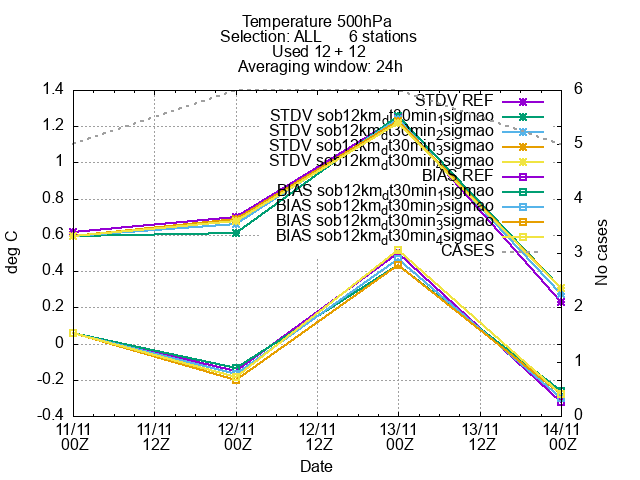 Temperature 500hPa
Selection: ALL 6 stations
Used 12 + 12
Averaging window: 24h
1.4
1.2
1
0.8
0.6
0.4
0.2
0
-0.2
-0.4
deg C
STDV REF
STDV sob12km_dt30min_1sigmao
STDV sob12km_dt30min_2sigmao
STDV sob12km_dt30min_3sigmao
STDV sob12km_dt30min_4sigmao
BIAS REF
BIAS sob12km_dt30min_1sigmao
BIAS sob12km_dt30min_2sigmao
BIAS sob12km_dt30min_3sigmao
BIAS sob12km_dt30min_4sigmao
CASES
6
5
4
3
2
1
0
No cases
11/11 11/11 12/11 12/11 13/11 13/11 14/11
00Z 12Z 00Z 12Z 00Z 12Z 00Z
Date